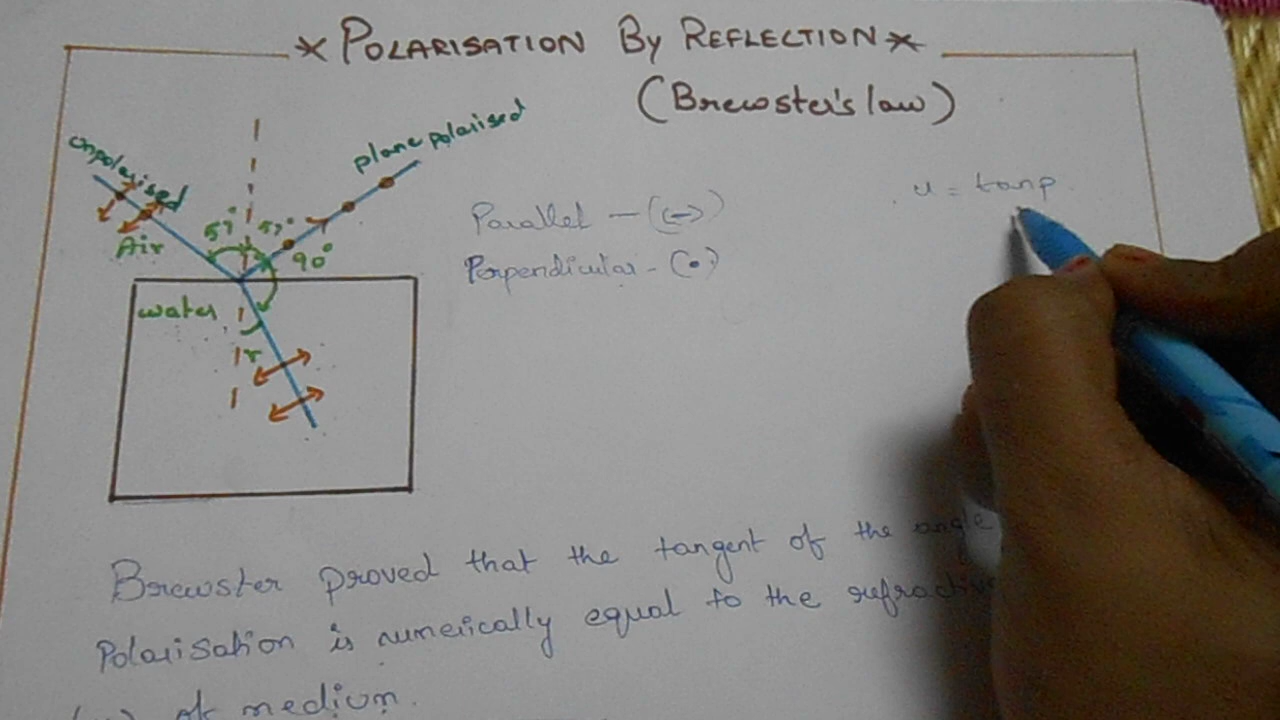 * POLARISATION By REFLECTION *
(Brewster's law)
unpolarised
plane polarised
Air
57° 57°
90°
water
r
Parallel - (↔)
Perpendicular - (•)
u = tanp
Brewster proved that the tangent of the angle
Polarisation is numerically equal to the refractive
of medium.